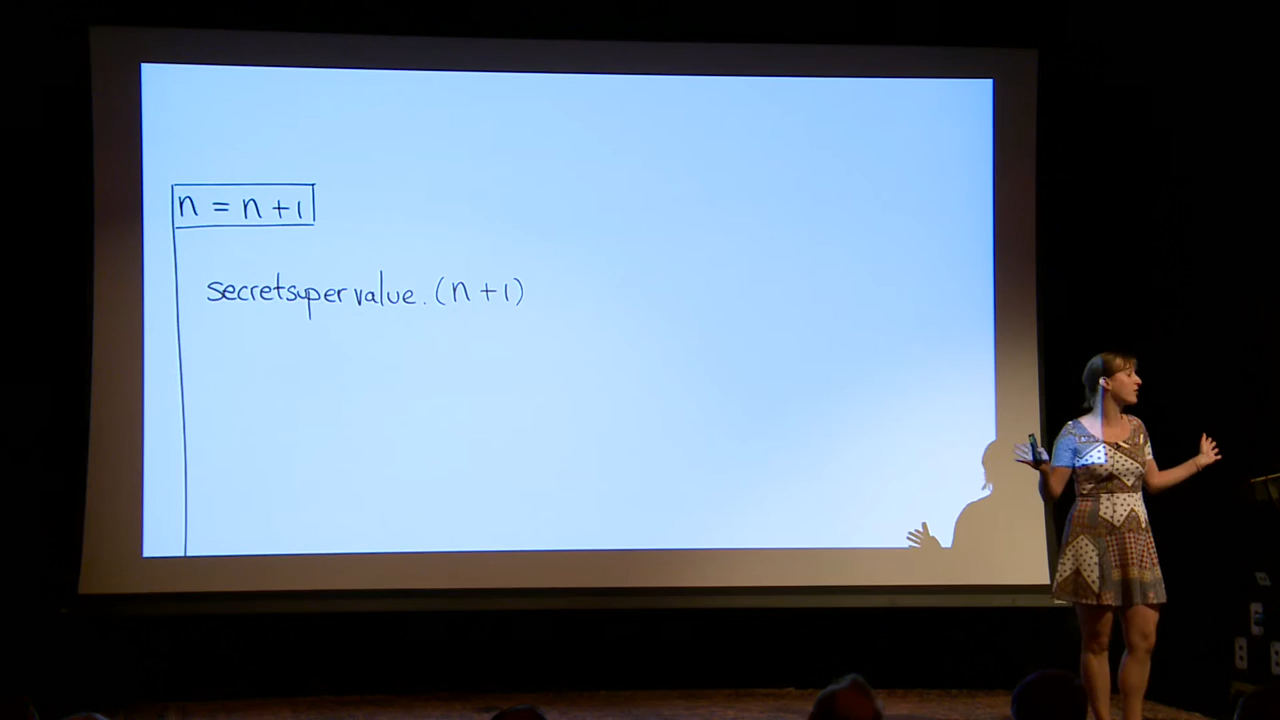 n = n + 1
secretsupervalue.(n + 1)